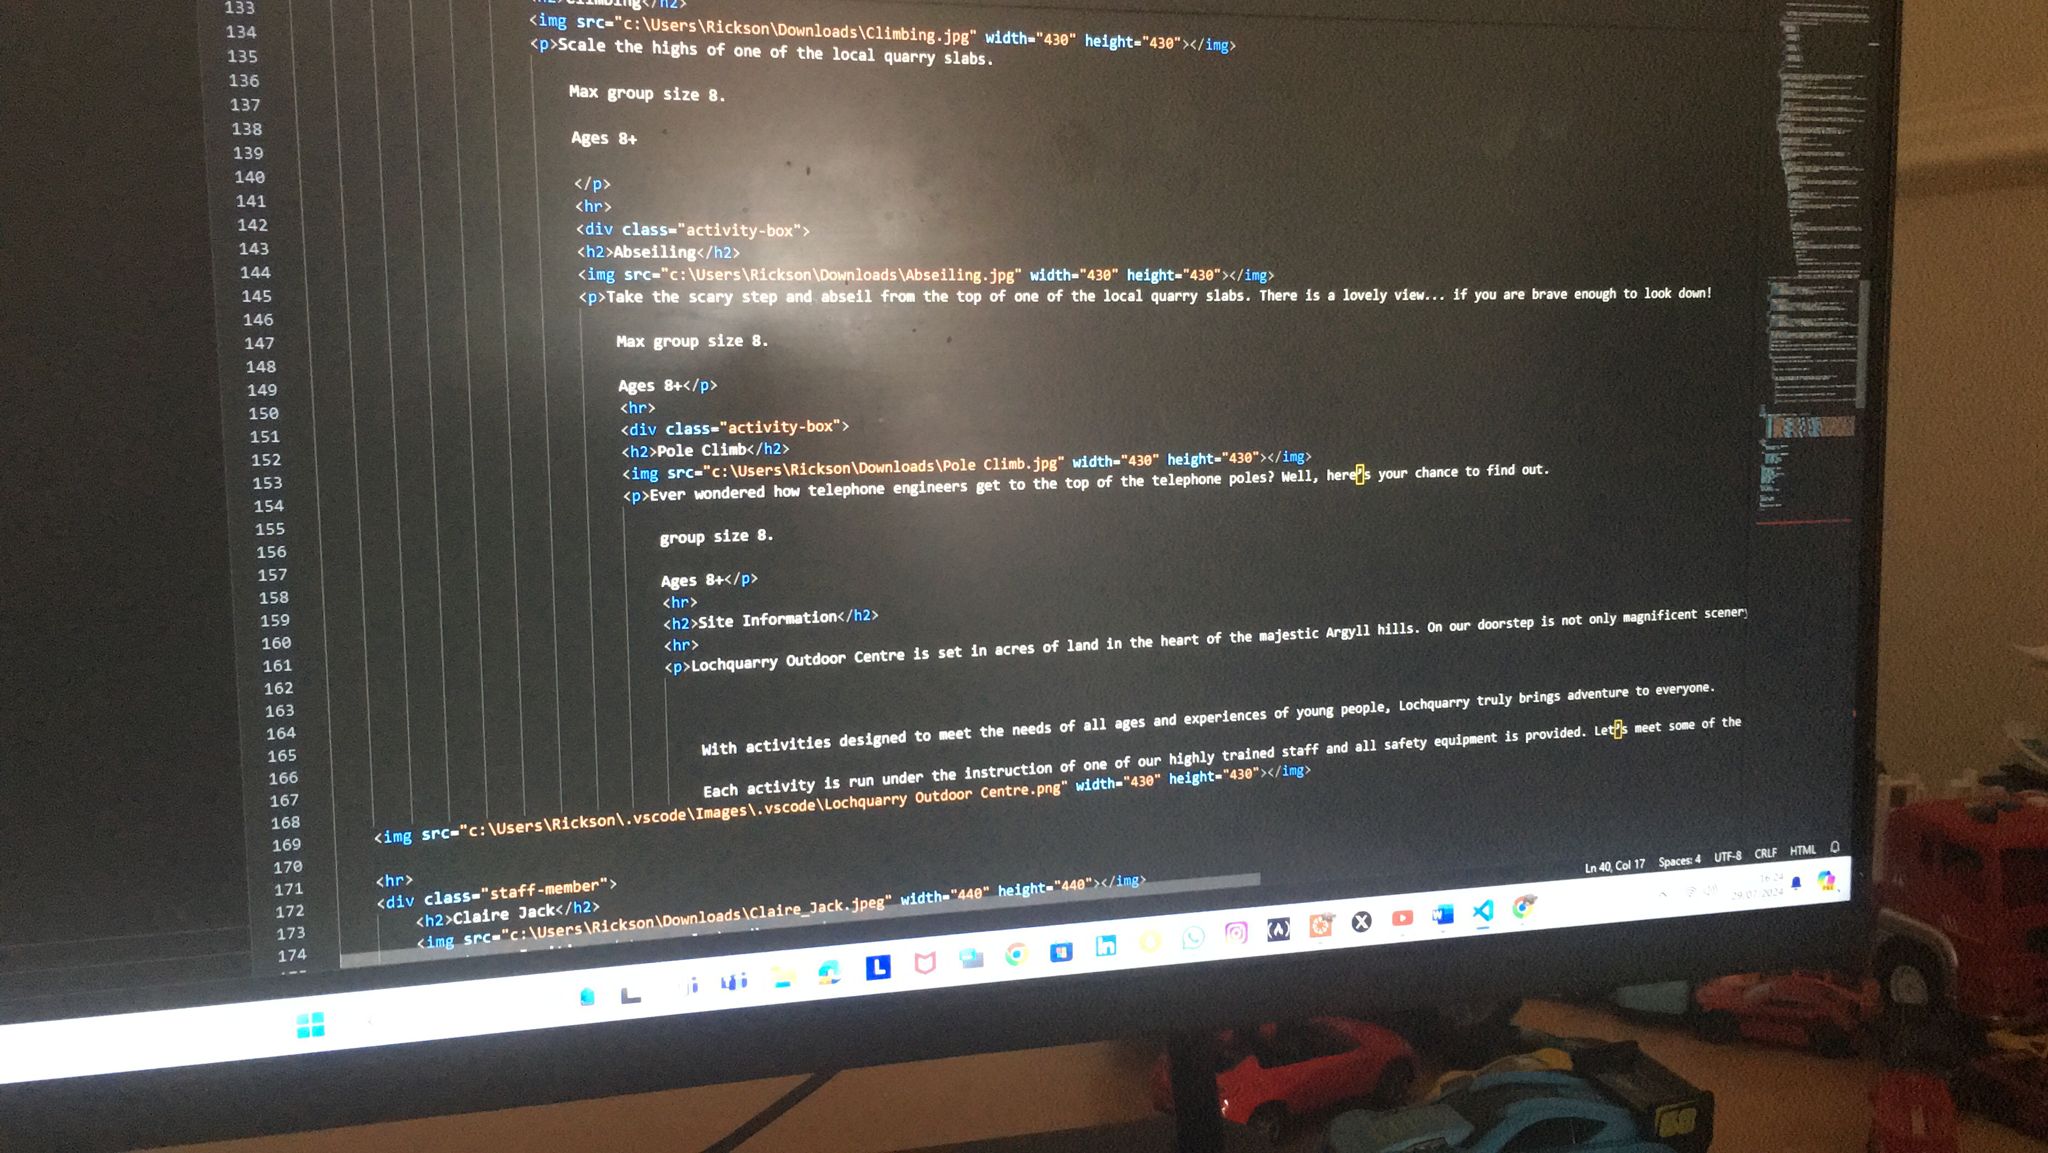 133
134 <img src="c:\Users\Rickson\Downloads\Climbing.jpg" width="430" height="430"></img>
135 <p>Scale the highs of one of the local quarry slabs.
136
137 Max group size 8.
138
139 Ages 8+
140
141 </p>
142 <hr>
143 <div class="activity-box">
144 <h2>Abseiling</h2>
145 <img src="c:\Users\Rickson\Downloads\Abseiling.jpg" width="430" height="430"></img>
146 <p>Take the scary step and abseil from the top of one of the local quarry slabs. There is a lovely view... if you are brave enough to look down!
147
148 Max group size 8.
149
150 Ages 8+</p>
151 <hr>
152 <div class="activity-box">
153 <h2>Pole Climb</h2>
154 <img src="c:\Users\Rickson\Downloads\Pole Climb.jpg" width="430" height="430"></img>
155 <p>Ever wondered how telephone engineers get to the top of the telephone poles? Well, here’s your chance to find out.
156
157 group size 8.
158
159 Ages 8+</p>
160 <hr>
161 <h2>Site Information</h2>
162 <hr>
163 <p>Lochquarry Outdoor Centre is set in acres of land in the heart of the majestic Argyll hills. On our doorstep is not only magnificent scenery
164
165
166 With activities designed to meet the needs of all ages and experiences of young people, Lochquarry truly brings adventure to everyone.
167
168 Each activity is run under the instruction of one of our highly trained staff and all safety equipment is provided. Let’s meet some of the
169 <img src="c:\Users\Rickson\.vscode\Images\.vscode\Lochquarry Outdoor Centre.png" width="430" height="430"></img>
170
171 <hr>
172 <div class="staff-member">
173 <h2>Claire Jack</h2>
174 <img src="c:\Users\Rickson\Downloads\Claire_Jack.jpeg" width="440" height="440"></img>
Ln 40, Col 17 Spaces: 4 UTF-8 CRLF HTML
16:24
29/07/2024